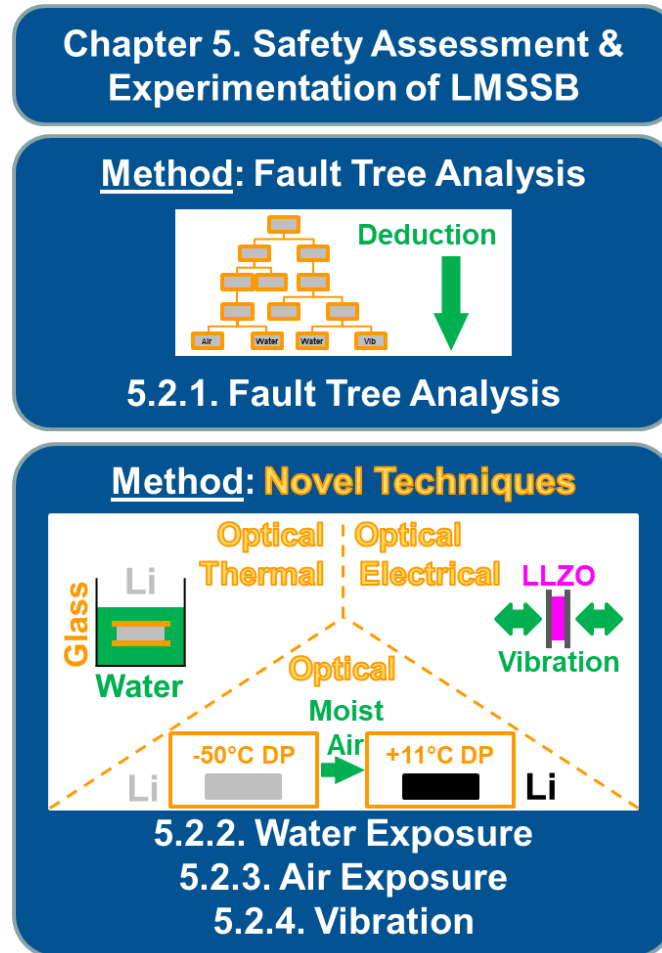 Chapter 5. Safety Assessment &
Experimentation of LMSSB
Method: Fault Tree Analysis
Deduction
Air
Water
Water
Vib
5.2.1. Fault Tree Analysis
Method: Novel Techniques
Optical
Thermal
Optical
Electrical
Li
Glass
Water
LLZO
Vibration
Optical
Moist
Air
-50°C DP
+11°C DP
Li
Li
5.2.2. Water Exposure
5.2.3. Air Exposure
5.2.4. Vibration